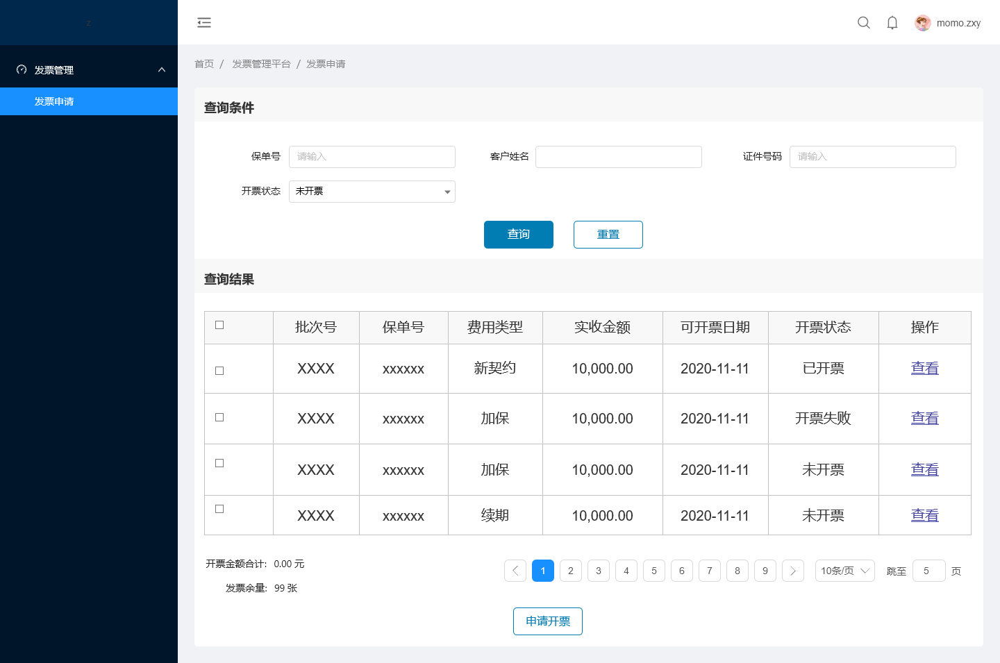 z
momo.zxy
发票管理
发票申请
首页 / 发票管理平台 / 发票申请
查询条件
保单号 请输入 客户姓名 证件号码 请输入
开票状态 未开票
查询 重置
查询结果
批次号 保单号 费用类型 实收金额 可开票日期 开票状态 操作
XXXX xxxxxx 新契约 10,000.00 2020-11-11 已开票 查看
XXXX xxxxxx 加保 10,000.00 2020-11-11 开票失败 查看
XXXX xxxxxx 加保 10,000.00 2020-11-11 未开票 查看
XXXX xxxxxx 续期 10,000.00 2020-11-11 未开票 查看
开票金额合计: 0.00 元
1 2 3 4 5 6 7 8 9 10条/页 跳至 5 页
发票余量: 99 张
申请开票